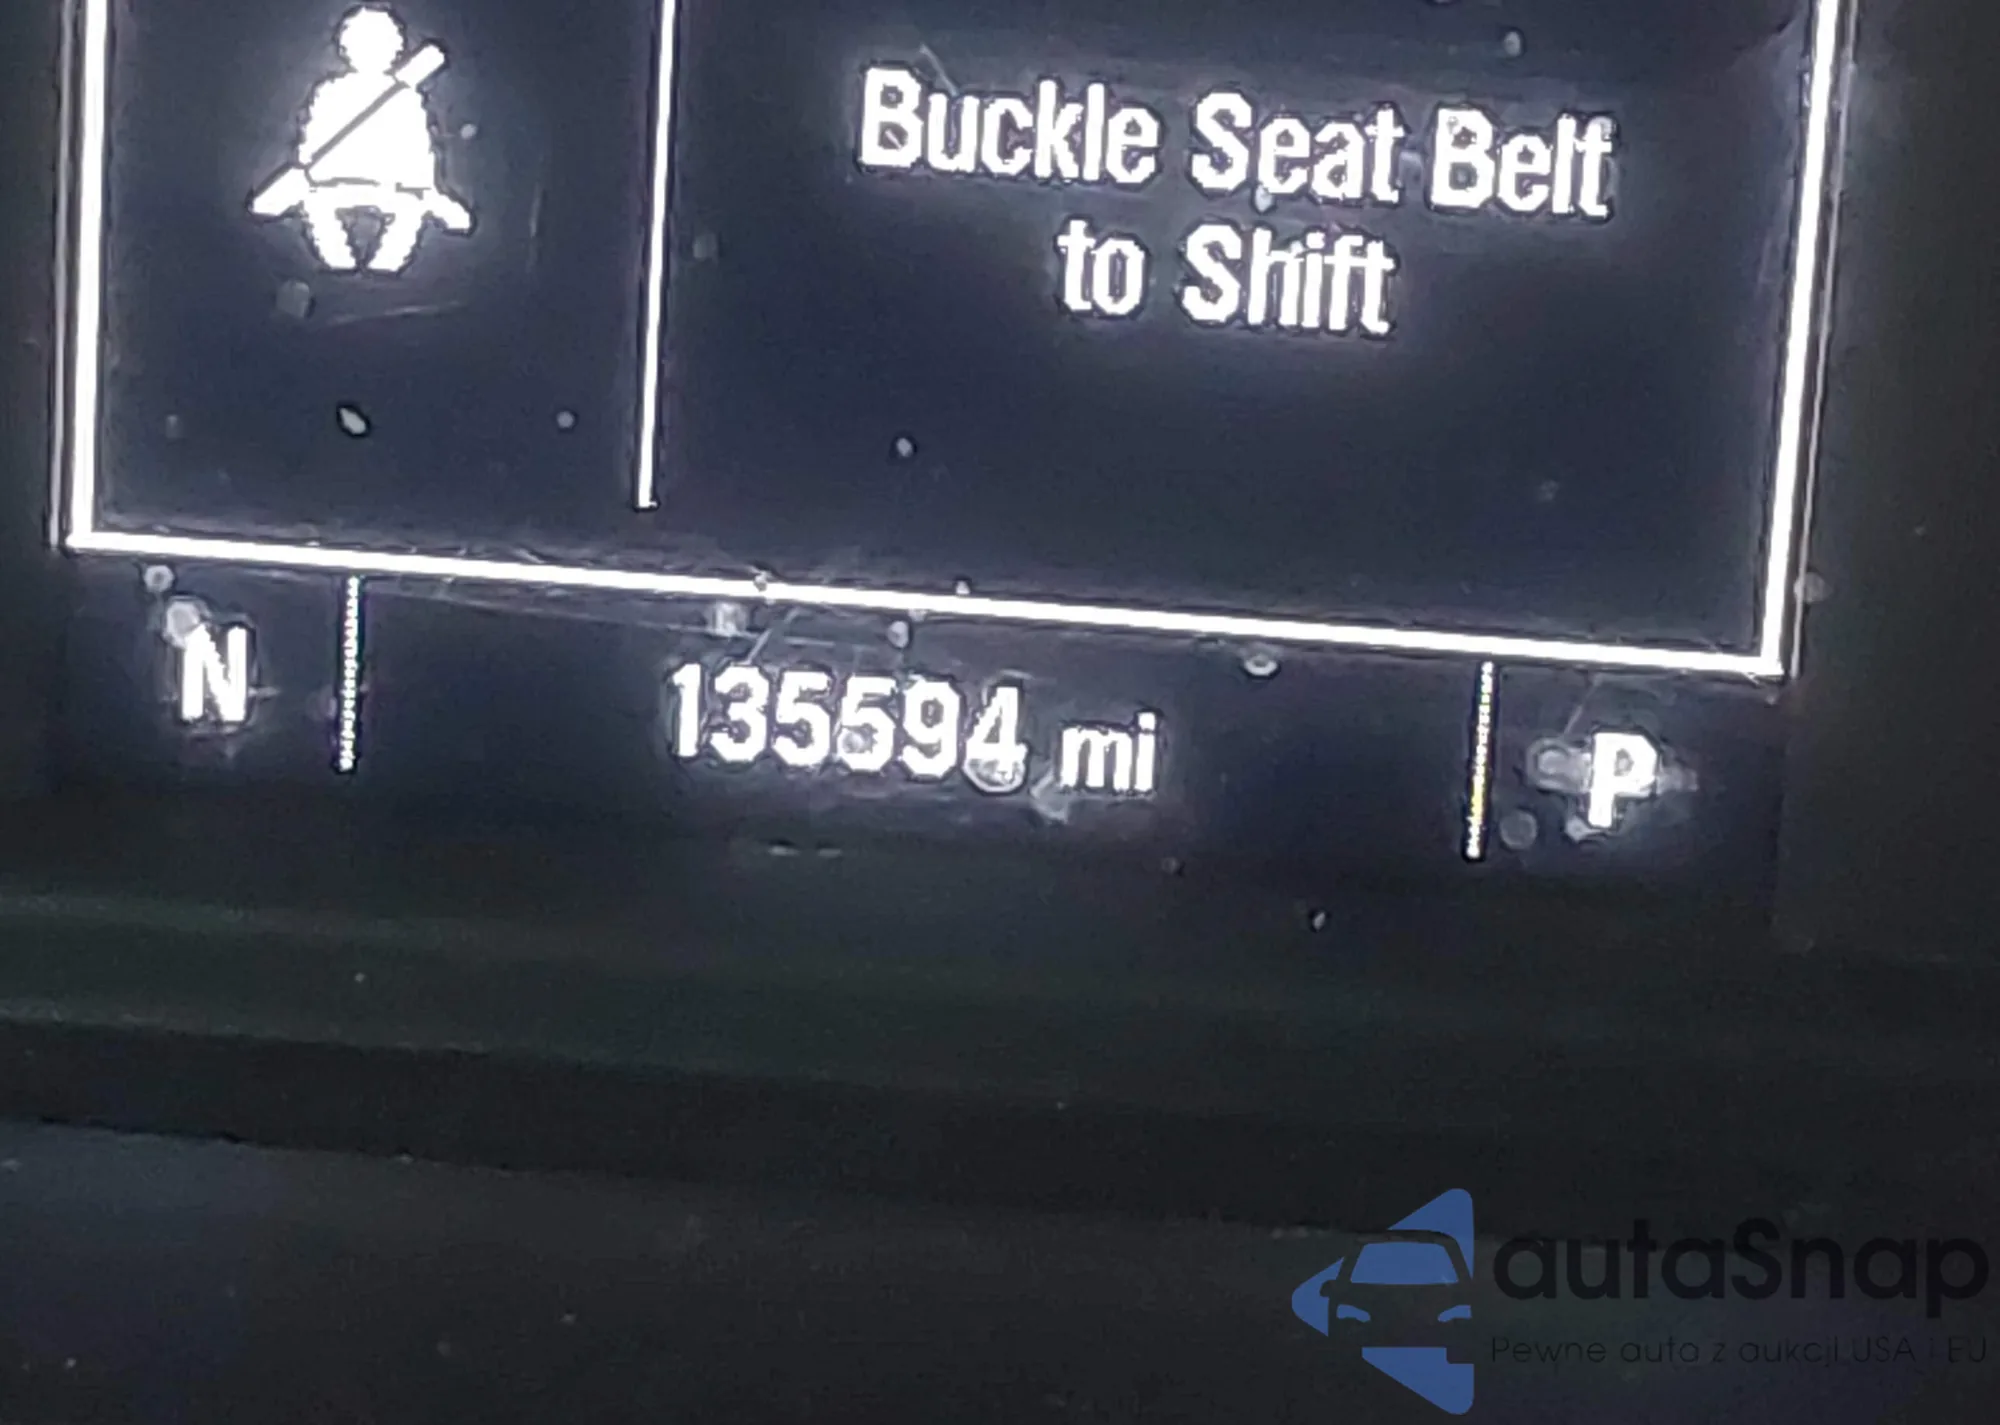 Buckle Seat Belt
to Shift
N
135594 mi
P
autaSnap
Pewne auta z aukcji USA i EU